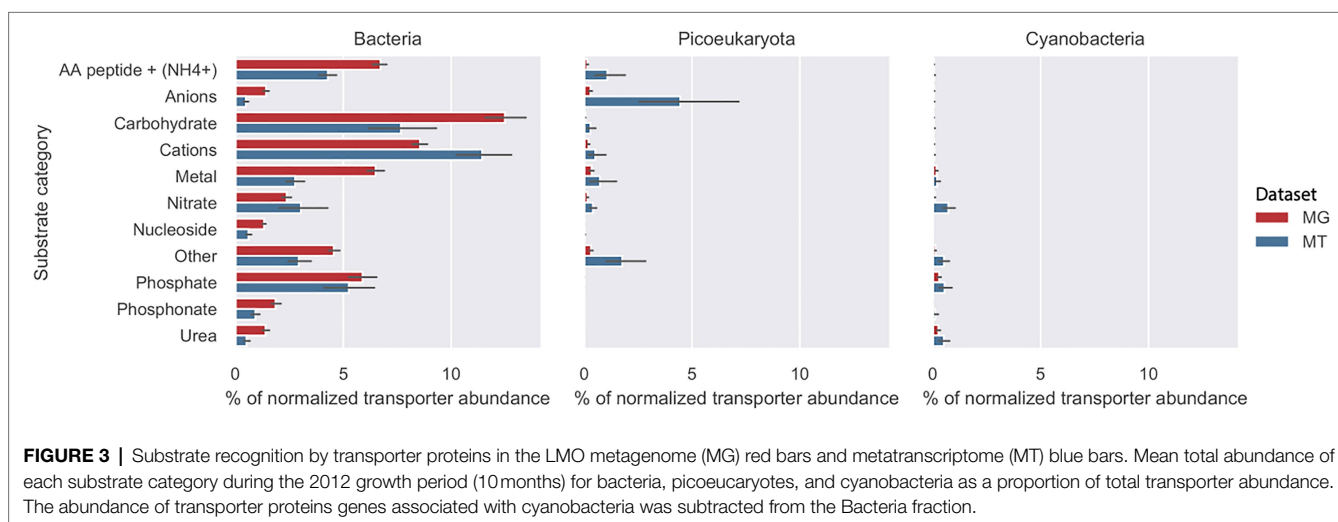 Bacteria
Picoeukaryota
Cyanobacteria
Substrate category
AA peptide + (NH4+)
Anions
Carbohydrate
Cations
Metal
Nitrate
Nucleoside
Other
Phosphate
Phosphonate
Urea
0 5 10
0 5 10
0 5 10
% of normalized transporter abundance
% of normalized transporter abundance
% of normalized transporter abundance
Dataset
MG
MT
FIGURE 3 | Substrate recognition by transporter proteins in the LMO metagenome (MG) red bars and metatranscriptome (MT) blue bars. Mean total abundance of
each substrate category during the 2012 growth period (10 months) for bacteria, picoeucaryotes, and cyanobacteria as a proportion of total transporter abundance.
The abundance of transporter proteins genes associated with cyanobacteria was subtracted from the Bacteria fraction.